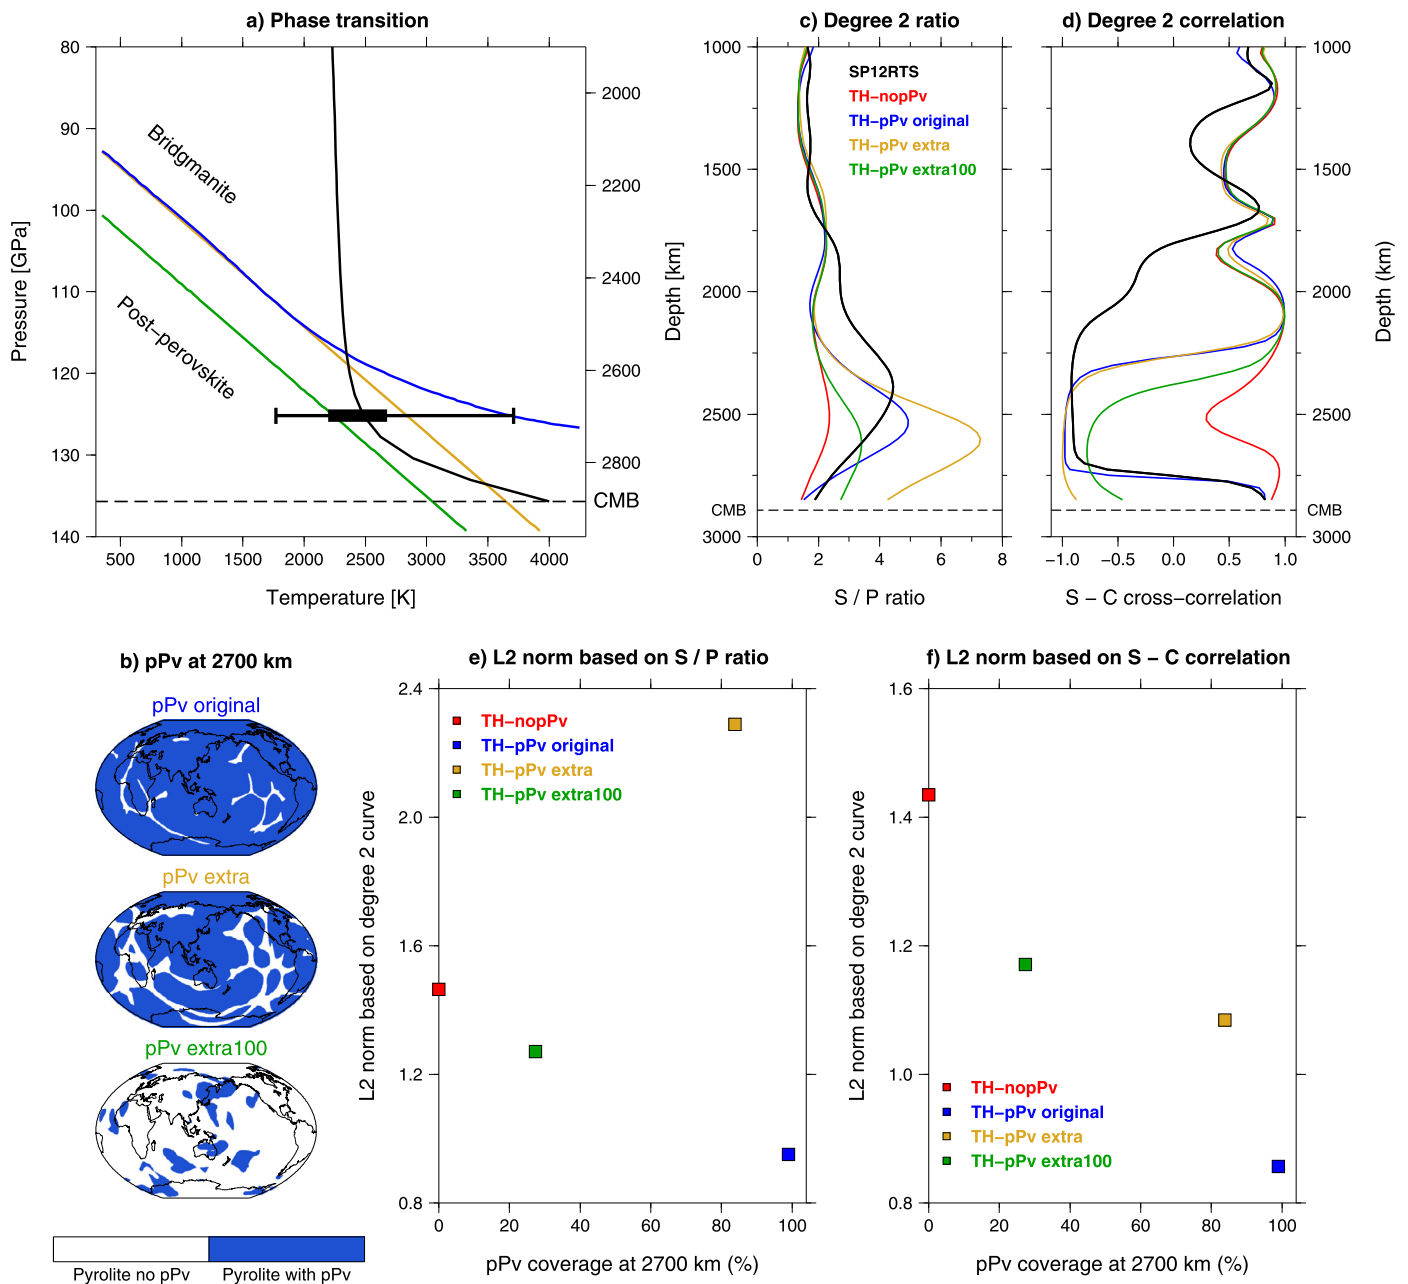 a) Phase transition
80
90
100
110
120
130
140
Pressure [GPa]
Bridgmanite
Post−perovskite
2000
2200
2400
2600
2800
CMB
Depth [km]
500
1000
1500
2000
2500
3000
3500
4000
Temperature [K]
c) Degree 2 ratio
1000
1500
2000
2500
3000
CMB
SP12RTS
TH−nopPv
TH−pPv original
TH−pPv extra
TH−pPv extra100
0
2
4
6
8
S / P ratio
d) Degree 2 correlation
1000
1500
2000
2500
3000
CMB
Depth (km)
−1.0
−0.5
0.0
0.5
1.0
S − C cross−correlation
b) pPv at 2700 km
pPv original
pPv extra
pPv extra100
Pyrolite no pPv
Pyrolite with pPv
e) L2 norm based on S / P ratio
2.4
2.0
1.6
1.2
0.8
L2 norm based on degree 2 curve
TH−nopPv
TH−pPv original
TH−pPv extra
TH−pPv extra100
0
20
40
60
80
100
pPv coverage at 2700 km (%)
f) L2 norm based on S − C correlation
1.6
1.4
1.2
1.0
0.8
L2 norm based on degree 2 curve
TH−nopPv
TH−pPv original
TH−pPv extra
TH−pPv extra100
0
20
40
60
80
100
pPv coverage at 2700 km (%)